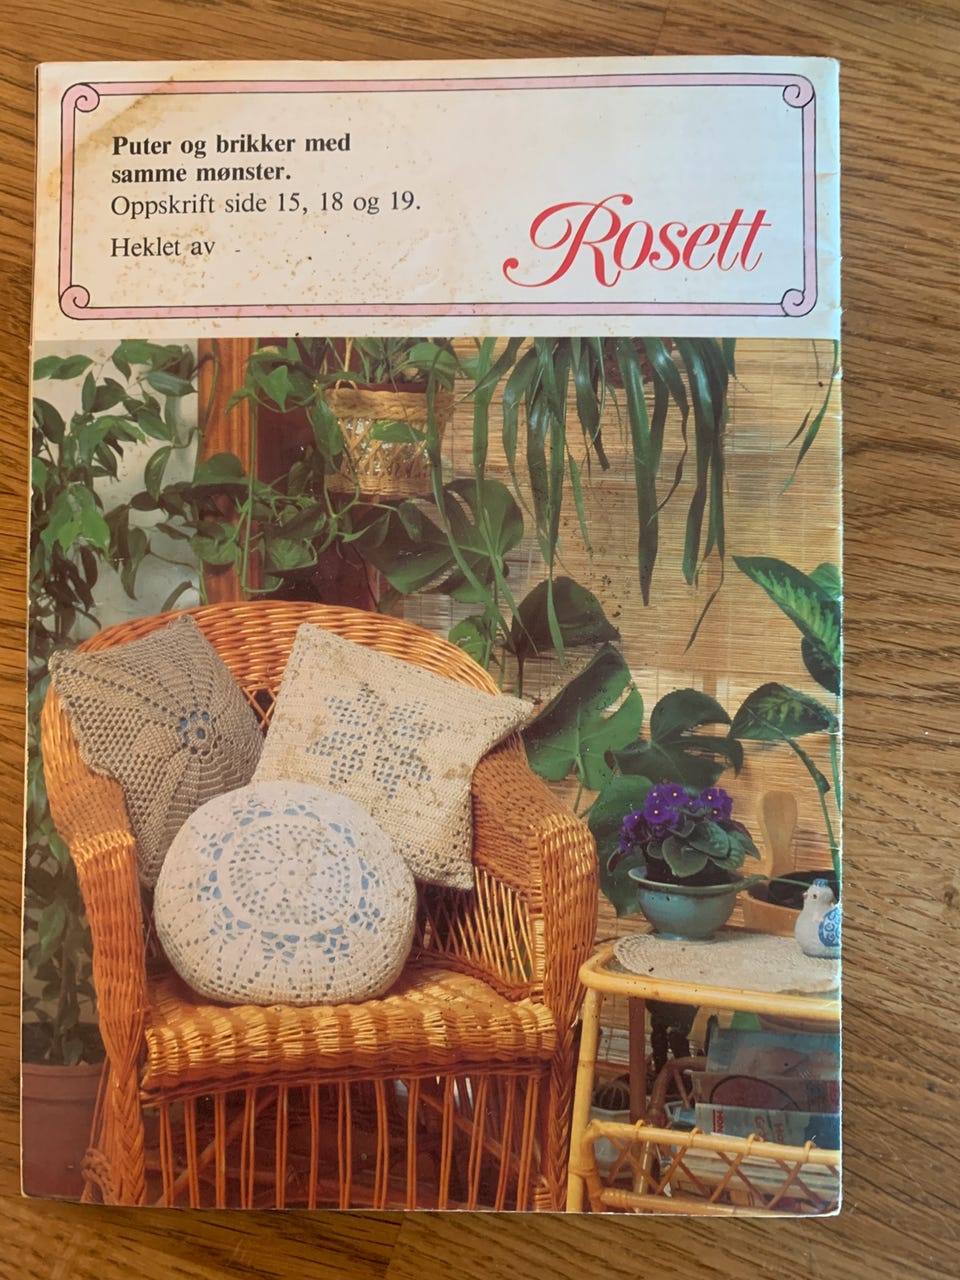 Puter og brikker med
samme mønster.
Oppskrift side 15, 18 og 19.
Heklet av -
Rosett